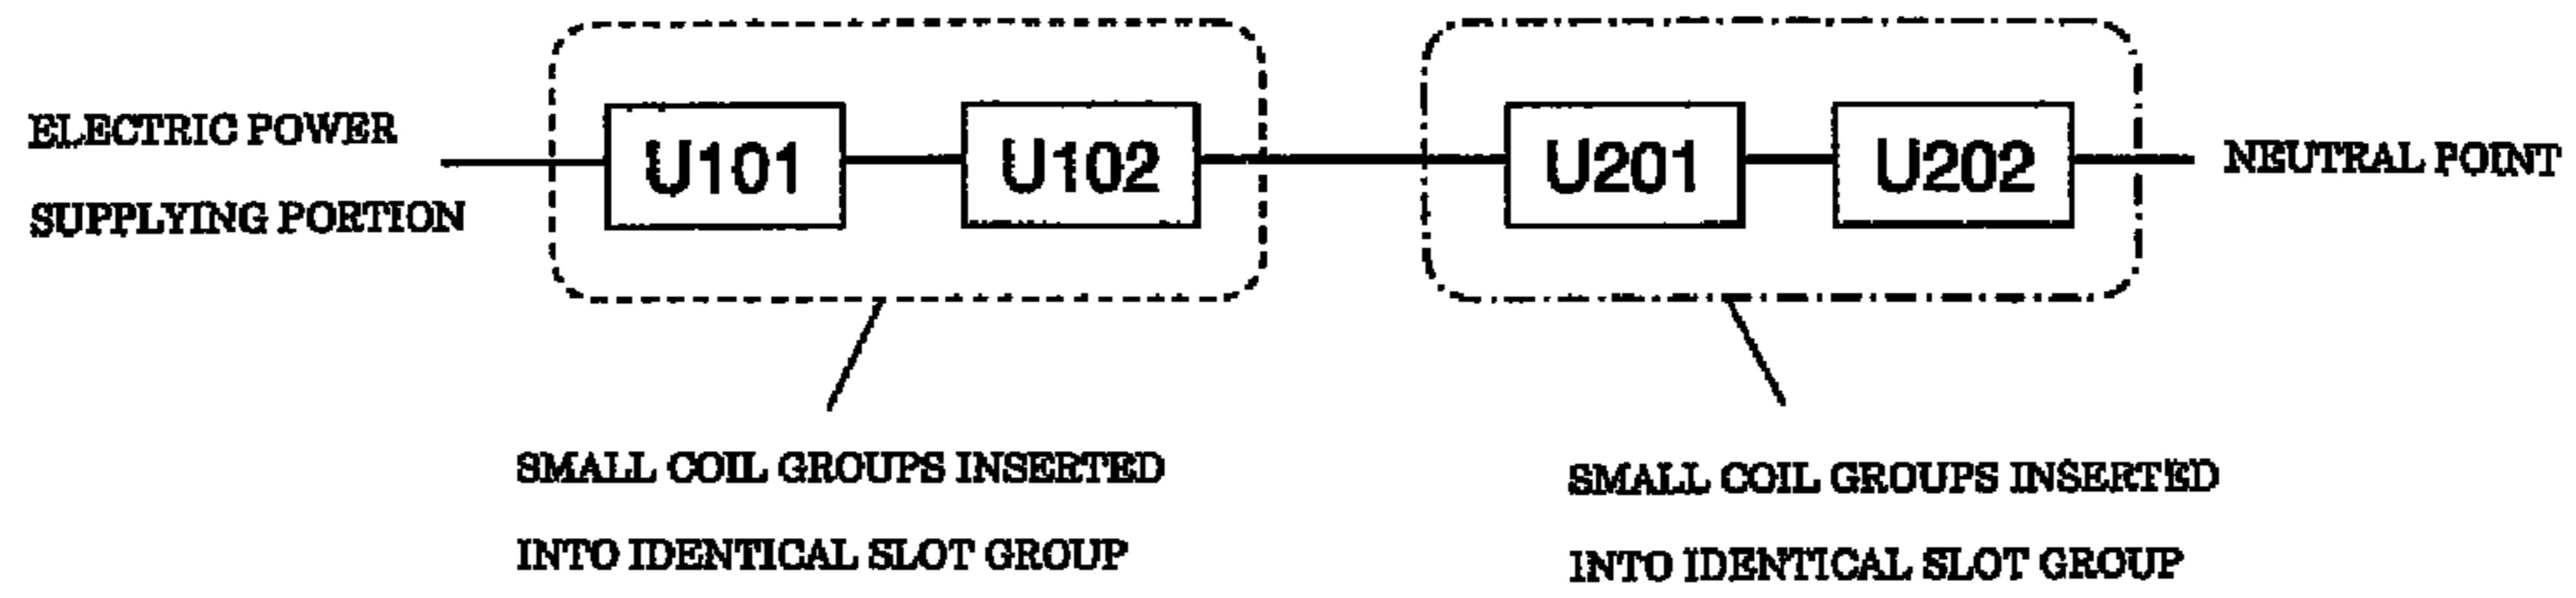 ELECTRIC POWER
SUPPLYING PORTION
U101
U102
U201
U202
NEUTRAL POINT
SMALL COIL GROUPS INSERTED
INTO IDENTICAL SLOT GROUP
SMALL COIL GROUPS INSERTED
INTO IDENTICAL SLOT GROUP